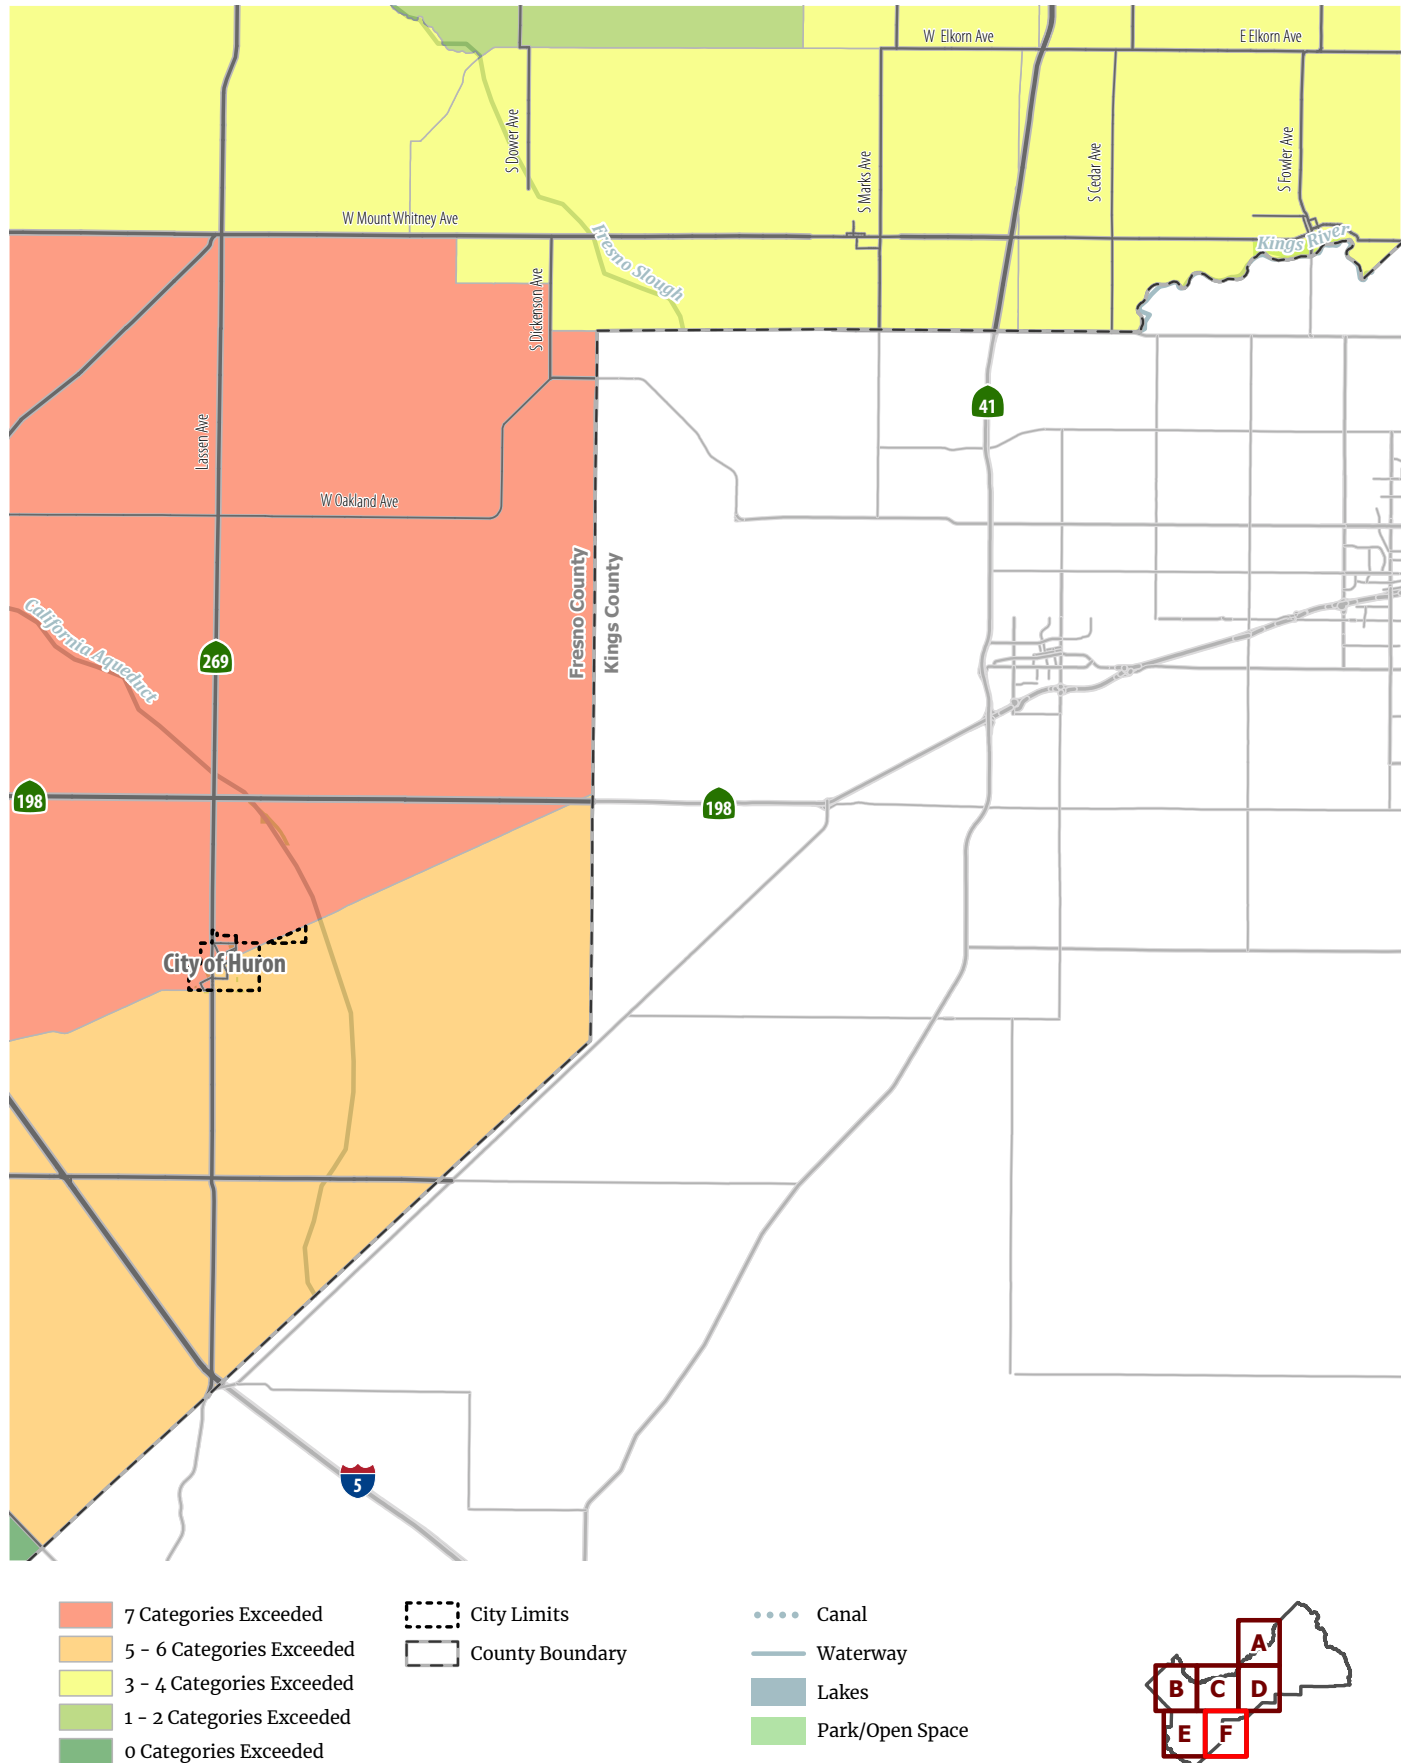 W Elkorn Ave
E Elkorn Ave
S Dower Ave
S Marks Ave
S Cedar Ave
S Fowler Ave
W Mount Whitney Ave
Fresno Slough
Kings River
S Dickenson Ave
41
Lassen Ave
W Oakland Ave
Fresno County
Kings County
California Aqueduct
269
198
198
City of Huron
5
7 Categories Exceeded
5 - 6 Categories Exceeded
3 - 4 Categories Exceeded
1 - 2 Categories Exceeded
0 Categories Exceeded
City Limits
County Boundary
Canal
Waterway
Lakes
Park/Open Space
A
B
C
D
E
F